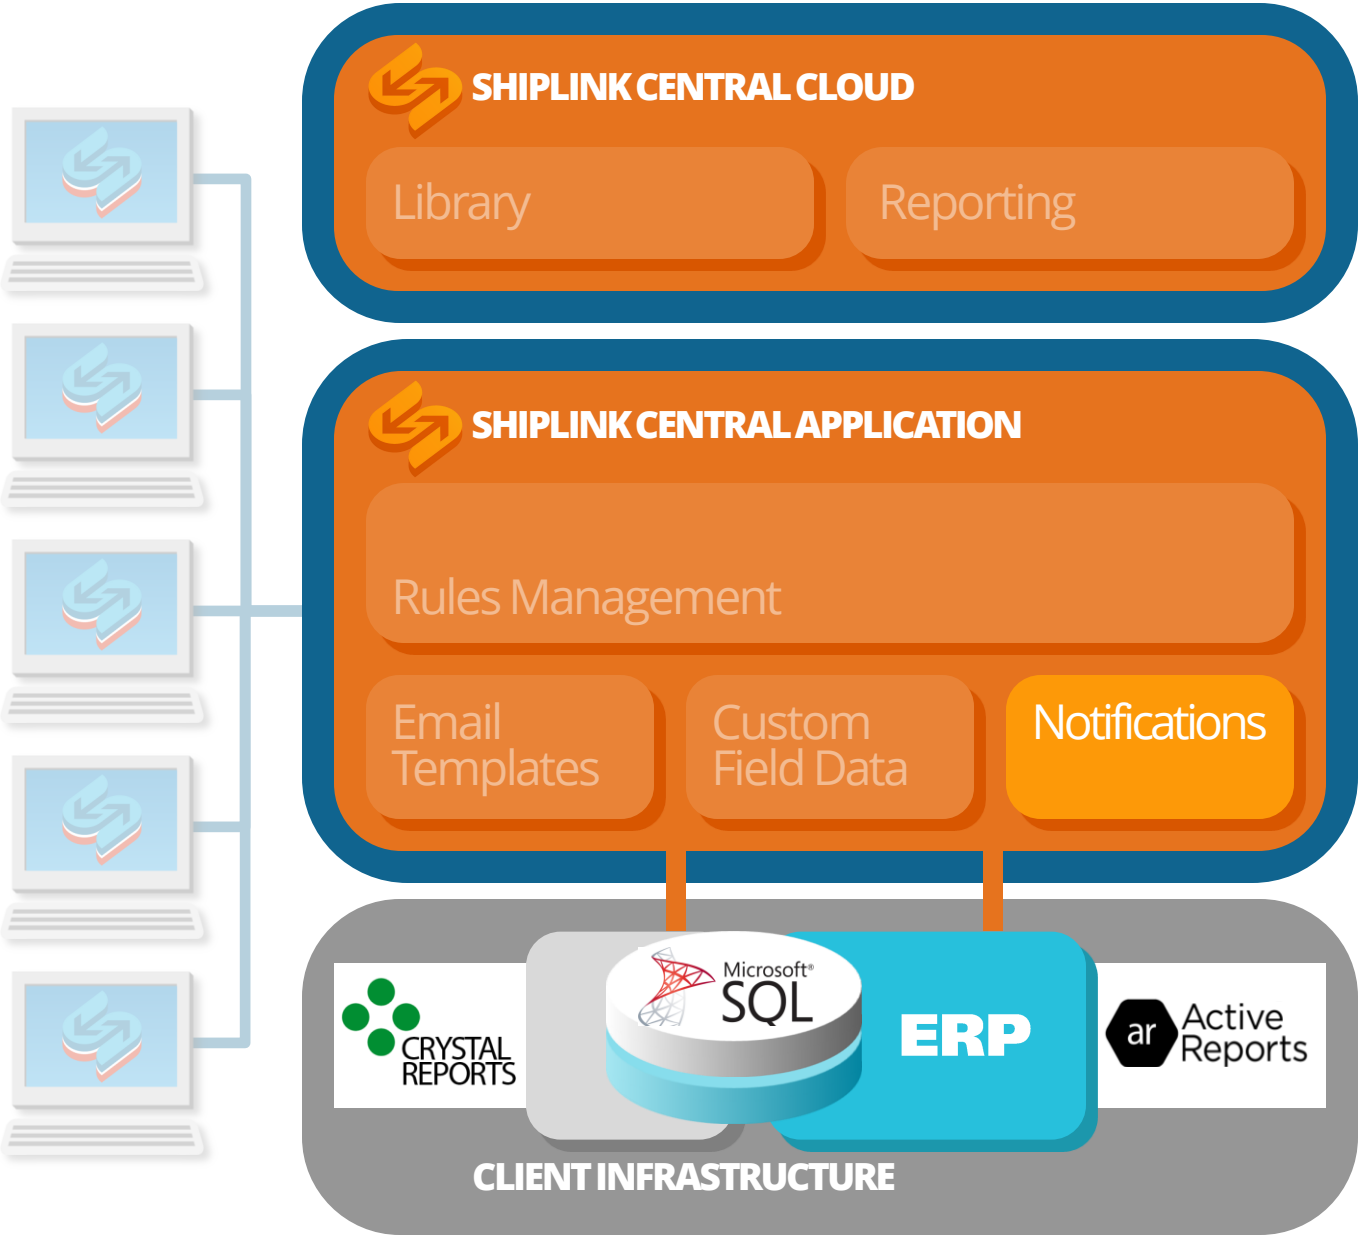 SHIPLINK CENTRAL CLOUD
Library
Reporting
SHIPLINK CENTRAL APPLICATION
Rules Management
Email
Templates
Custom
Field Data
Notifications
CRYSTAL
REPORTS
Microsoft®
SQL
ERP
ar
Active
Reports
CLIENT INFRASTRUCTURE